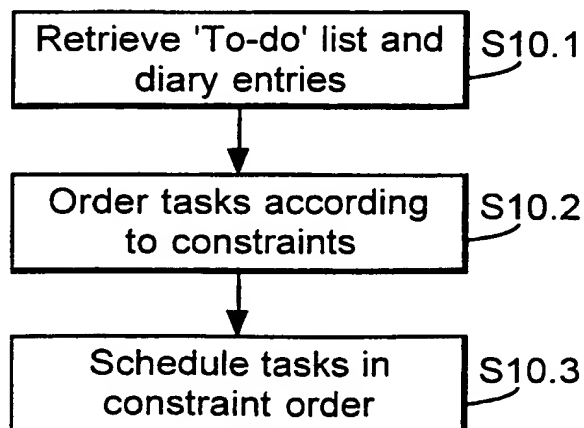 Retrieve 'To-do' list and
diary entries
S10.1
Order tasks according
to constraints
S10.2
Schedule tasks in
constraint order
S10.3